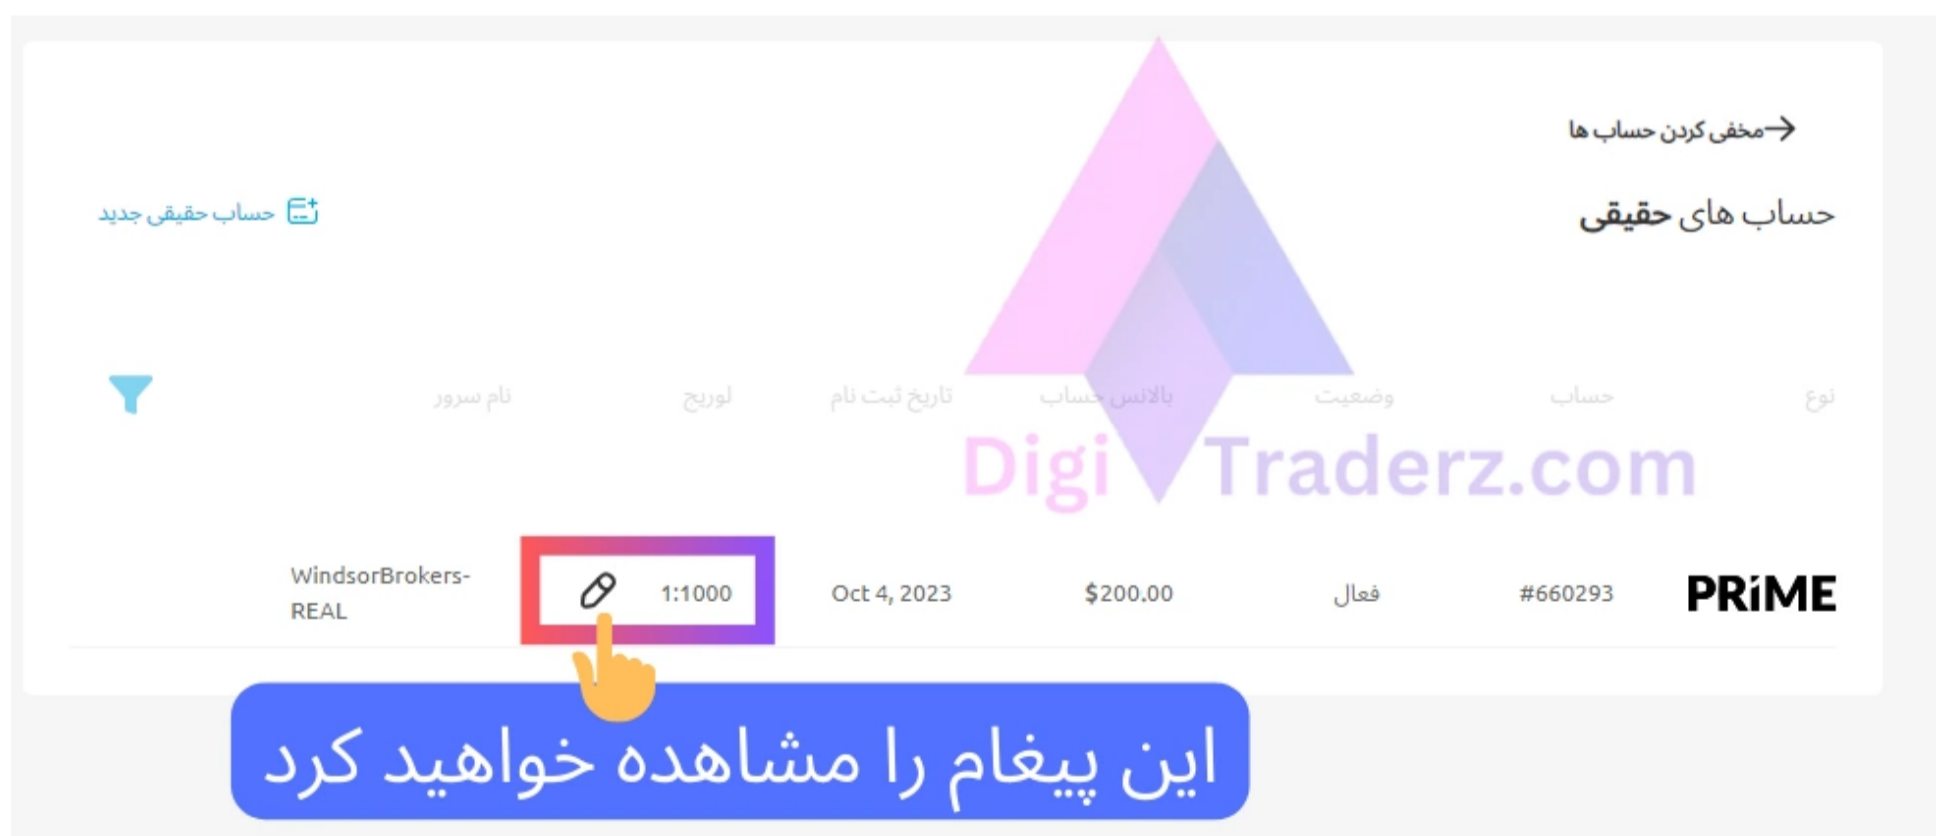 →مخفی کردن حساب ها
حساب های حقیقی
حساب حقیقی جدید
نوع حساب وضعیت بالانس حساب تاریخ ثبت نام لوریج نام سرور
Digi Traderz.com
PRiME #660293 فعال $200.00 Oct 4, 2023 1:1000 WindsorBrokers-
REAL
این پیغام را مشاهده خواهید کرد